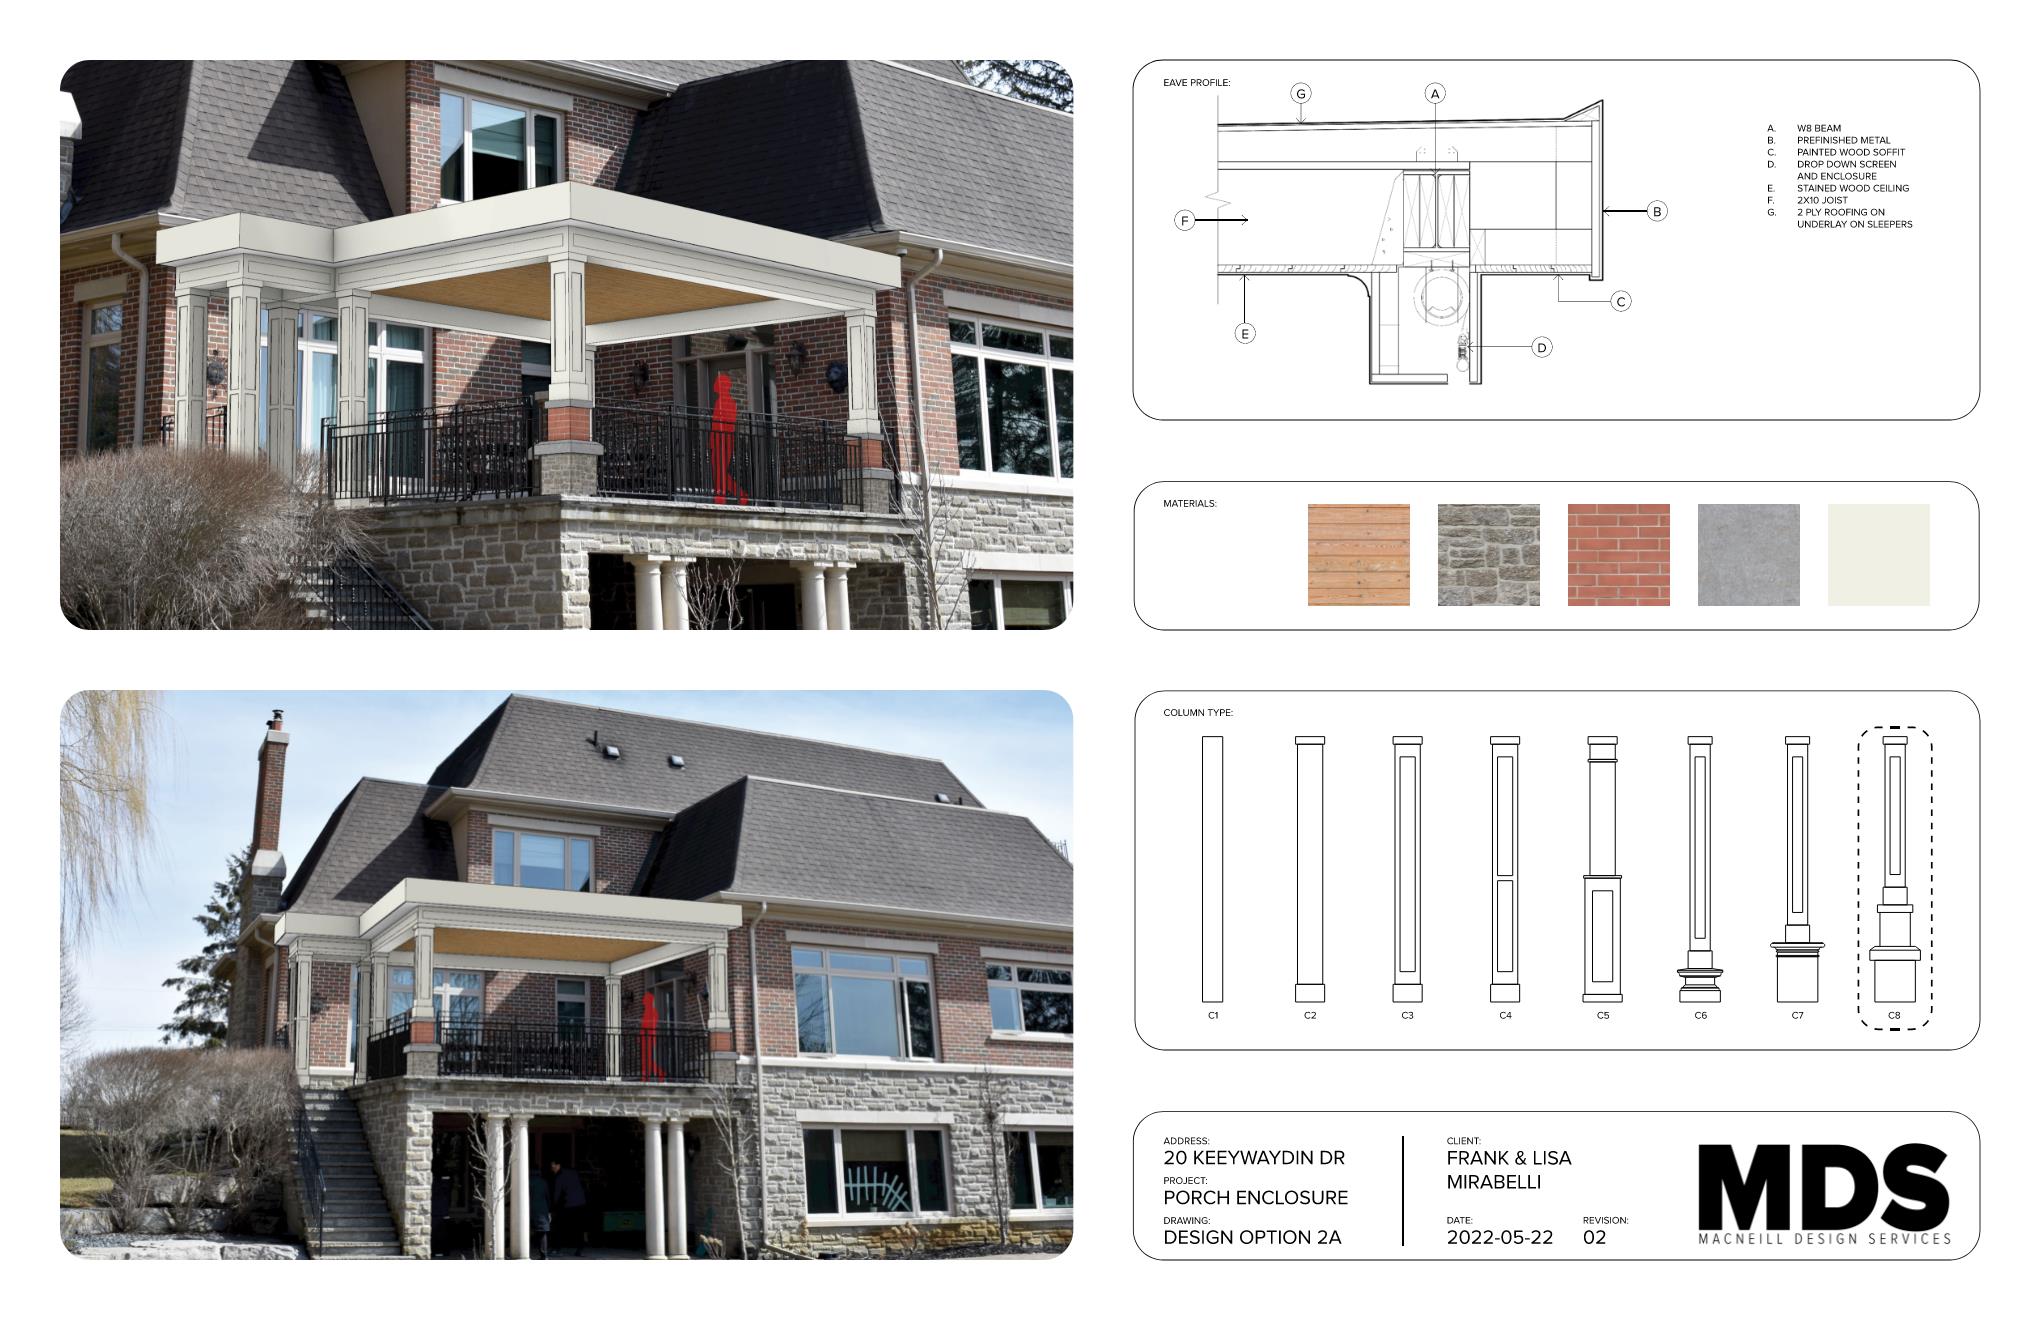 EAVE PROFILE:
G
A
F
B
C
E
D
A. W8 BEAM
B. PREFINISHED METAL
C. PAINTED WOOD SOFFIT
D. DROP DOWN SCREEN
AND ENCLOSURE
E. STAINED WOOD CEILING
F. 2X10 JOIST
G. 2 PLY ROOFING ON
UNDERLAY ON SLEEPERS
MATERIALS:
COLUMN TYPE:
C1 C2 C3 C4 C5 C6 C7 C8
ADDRESS:
20 KEEYWAYDIN DR
PROJECT:
PORCH ENCLOSURE
DRAWING:
DESIGN OPTION 2A
CLIENT:
FRANK & LISA
MIRABELLI
DATE: REVISION:
2022-05-22 02
MDS
MACNEILL DESIGN SERVICES